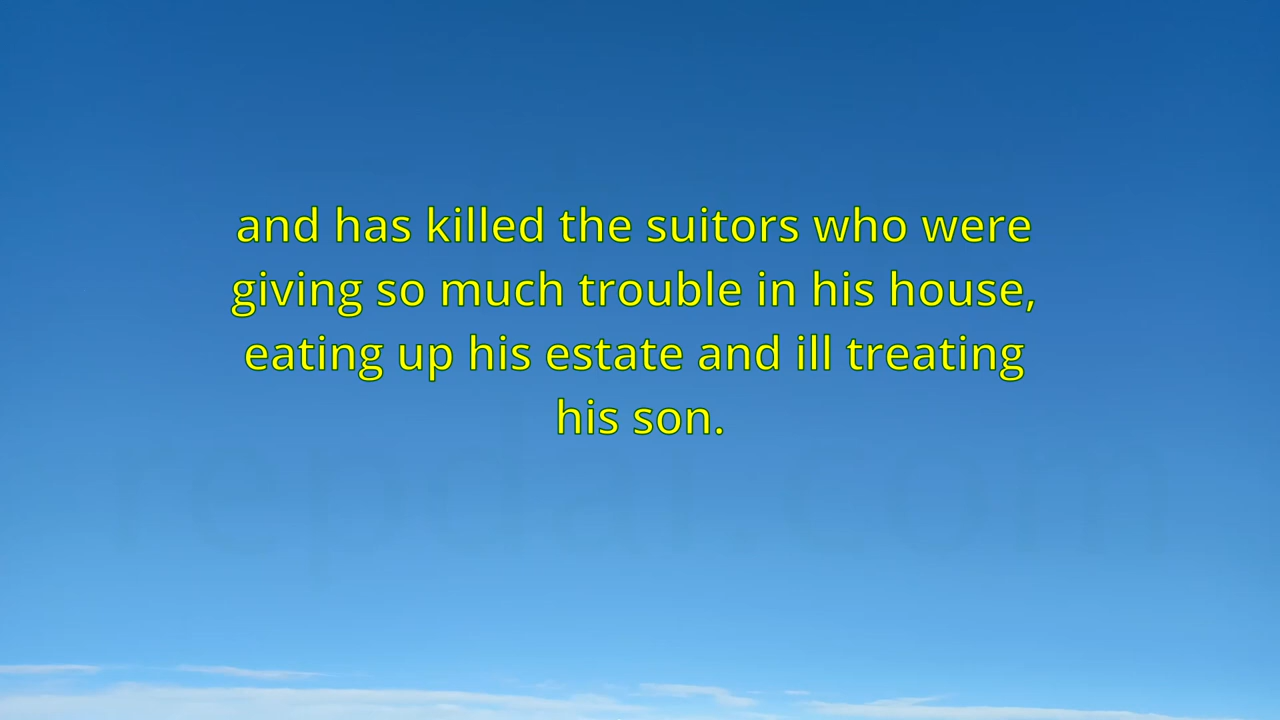 and has killed the suitors who were
giving so much trouble in his house,
eating up his estate and ill treating
his son.